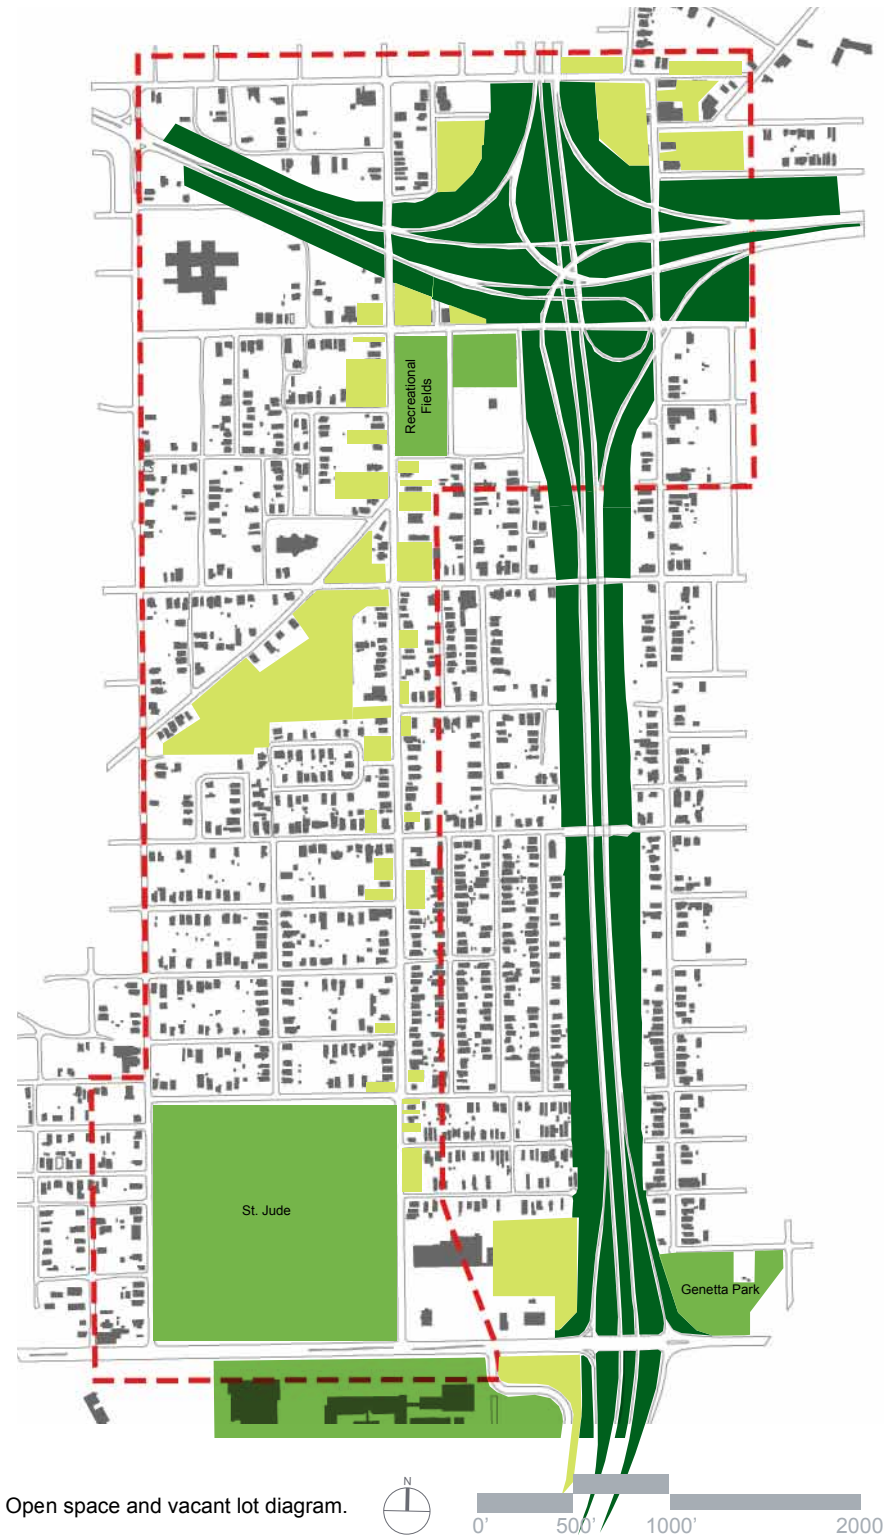 Recreational
Fields
St. Jude
Genetta Park
Open space and vacant lot diagram.
N
0'
500'
1000'
2000